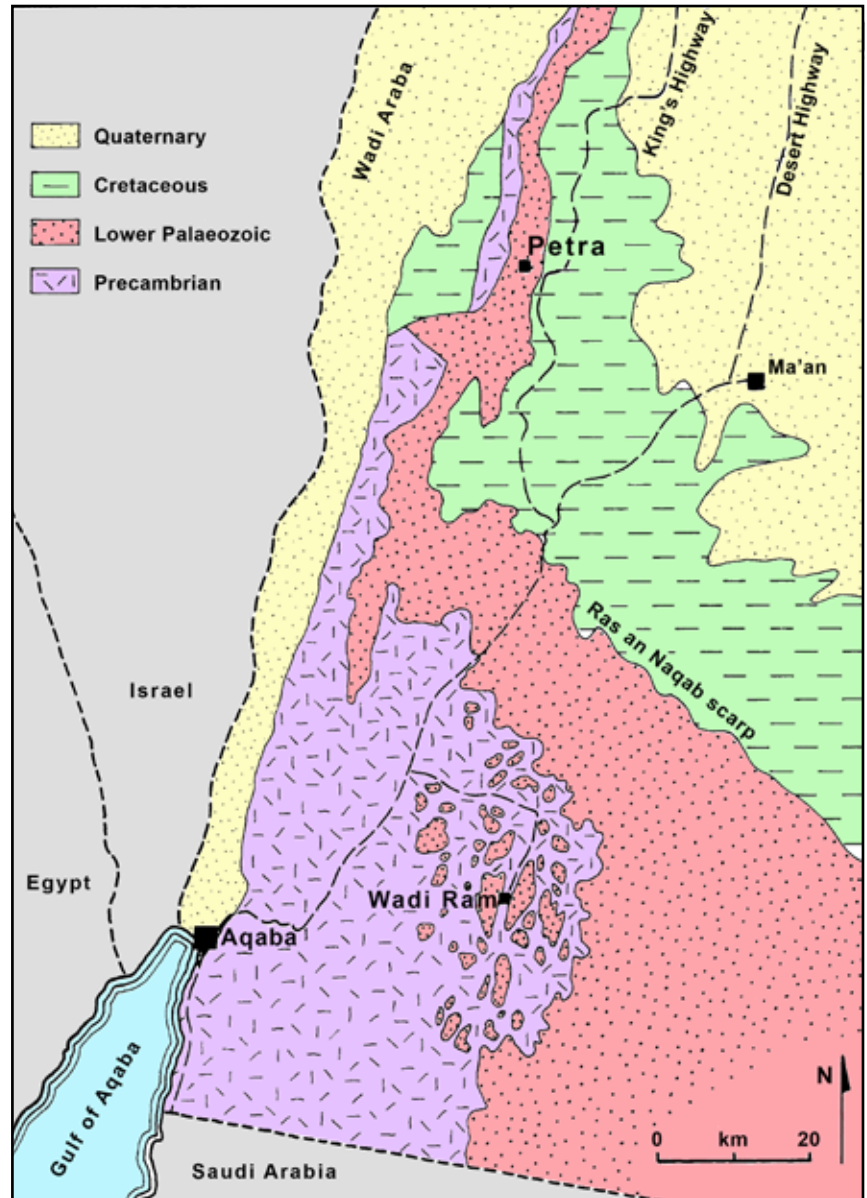 Wadi Araba
King's Highway
Desert Highway
Quaternary
Cretaceous
Lower Palaeozoic
Precambrian
Petra
Ma'an
Ras an Naqab scarp
Israel
Egypt
Wadi Ram
Aqaba
Gulf of Aqaba
Saudi Arabia
N
0 km 20